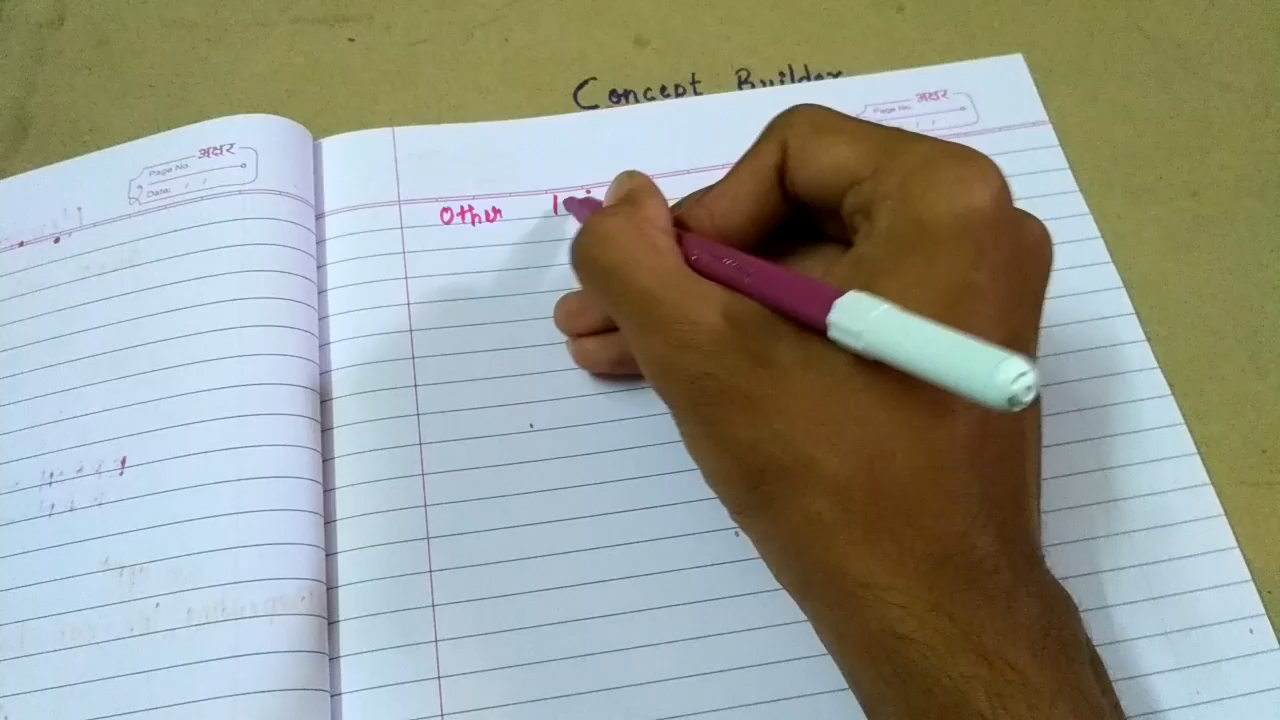 Concept Builder
Page No. अक्षर
Date: / /
Page No. अक्षर
/ /
Other